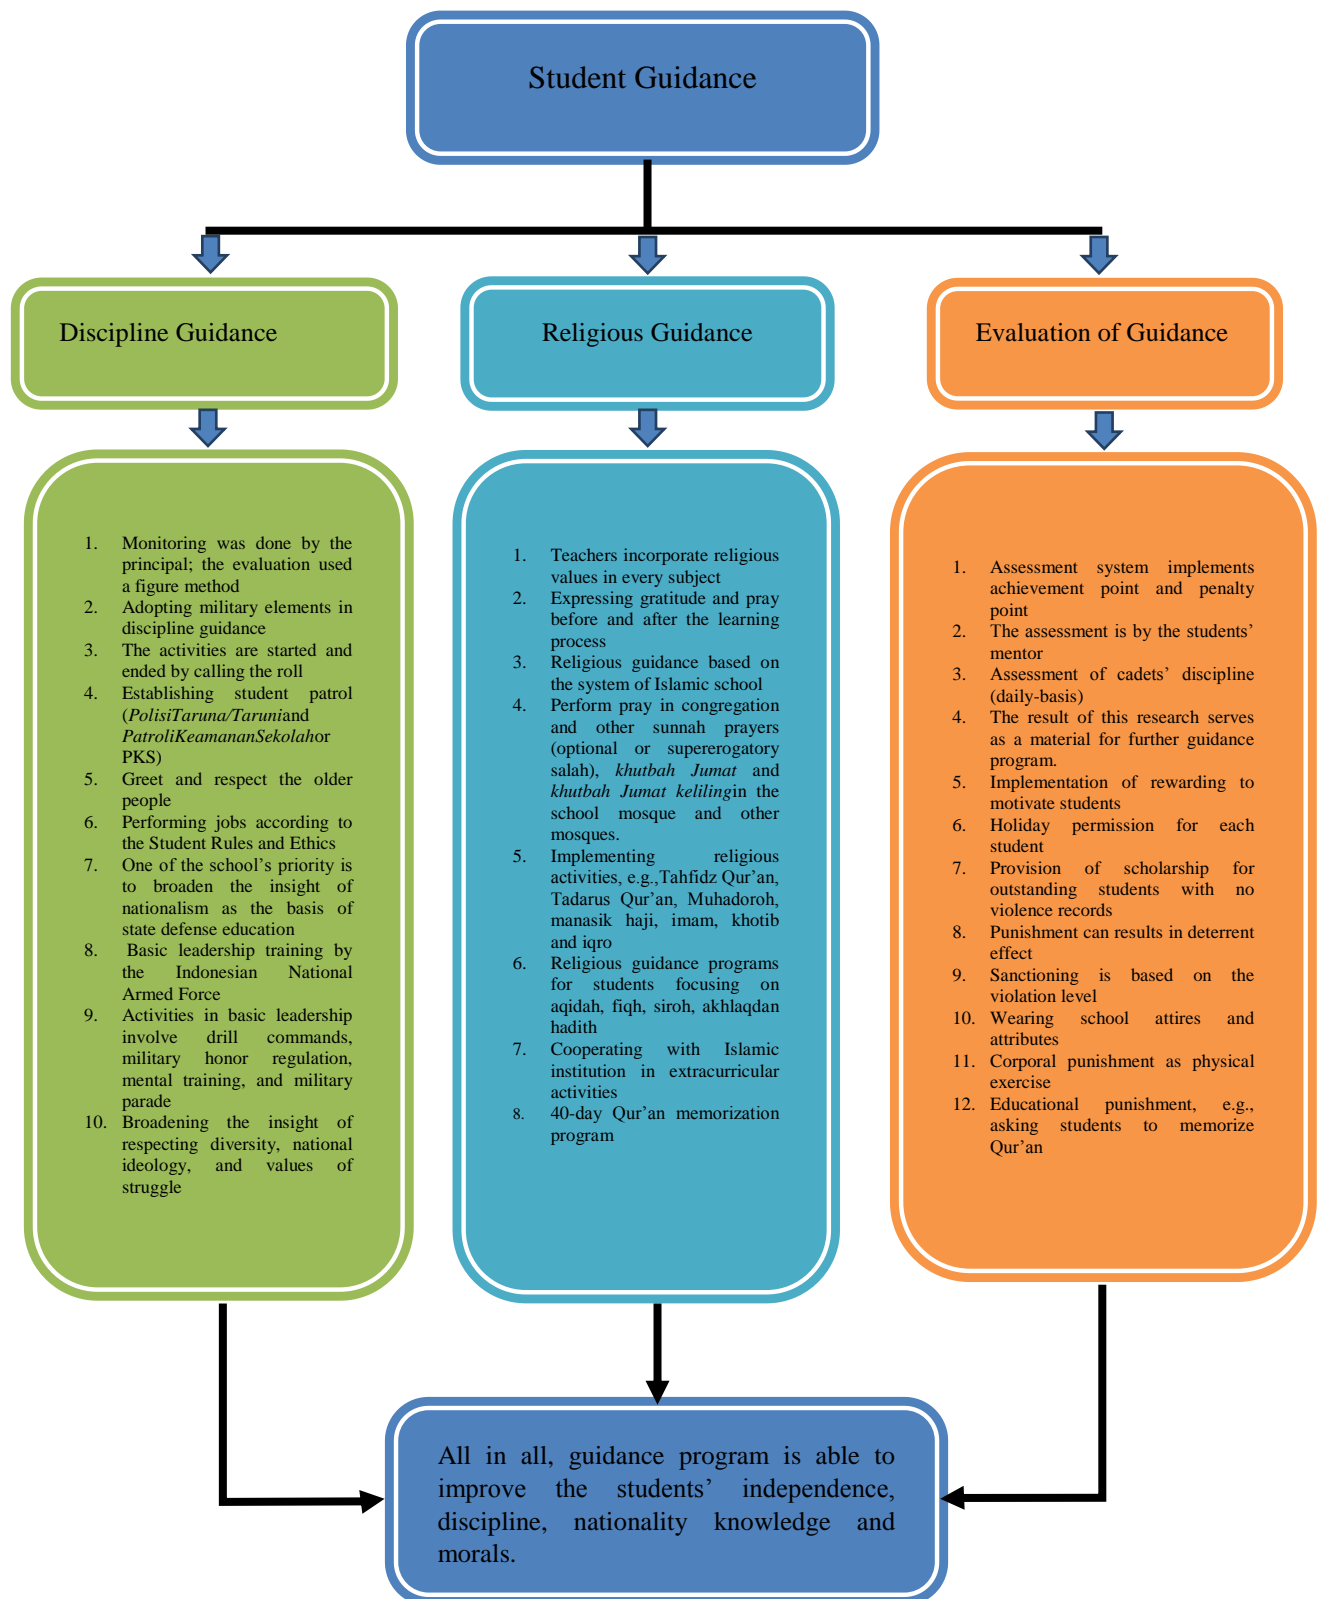 Student Guidance
Discipline Guidance
Religious Guidance
Evaluation of Guidance
1. Monitoring was done by the
principal; the evaluation used
a figure method
2. Adopting military elements in
discipline guidance
3. The activities are started and
ended by calling the roll
4. Establishing student patrol
(PolisiTaruna/Taruniand
PatroliKeamananSekolahor
PKS)
5. Greet and respect the older
people
6. Performing jobs according to
the Student Rules and Ethics
7. One of the school's priority is
to broaden the insight of
nationalism as the basis of
state defense education
8. Basic leadership training by
the Indonesian National
Armed Force
9. Activities in basic leadership
involve drill commands,
military honor regulation,
mental training, and military
parade
10. Broadening the insight of
respecting diversity, national
ideology, and values of
struggle
1. Teachers incorporate religious
values in every subject
2. Expressing gratitude and pray
before and after the learning
process
3. Religious guidance based on
the system of Islamic school
4. Perform pray in congregation
and other sunnah prayers
(optional or supererogatory
salah), khutbah Jumat and
khutbah Jumat kelilingin the
school mosque and other
mosques.
5. Implementing religious
activities, e.g.,Tahfidz Qur'an,
Tadarus Qur'an, Muhadoroh,
manasik haji, imam, khotib
and iqro
6. Religious guidance programs
for students focusing on
aqidah, fiqh, siroh, akhlaqdan
hadith
7. Cooperating with Islamic
institution in extracurricular
activities
8. 40-day Qur'an memorization
program
1. Assessment system implements
achievement point and penalty
point
2. The assessment is by the students'
mentor
3. Assessment of cadets' discipline
(daily-basis)
4. The result of this research serves
as a material for further guidance
program.
5. Implementation of rewarding to
motivate students
6. Holiday permission for each
student
7. Provision of scholarship for
outstanding students with no
violence records
8. Punishment can results in deterrent
effect
9. Sanctioning is based on the
violation level
10. Wearing school attires and
attributes
11. Corporal punishment as physical
exercise
12. Educational punishment, e.g.,
asking students to memorize
Qur'an
All in all, guidance program is able to
improve the students' independence,
discipline, nationality knowledge and
morals.